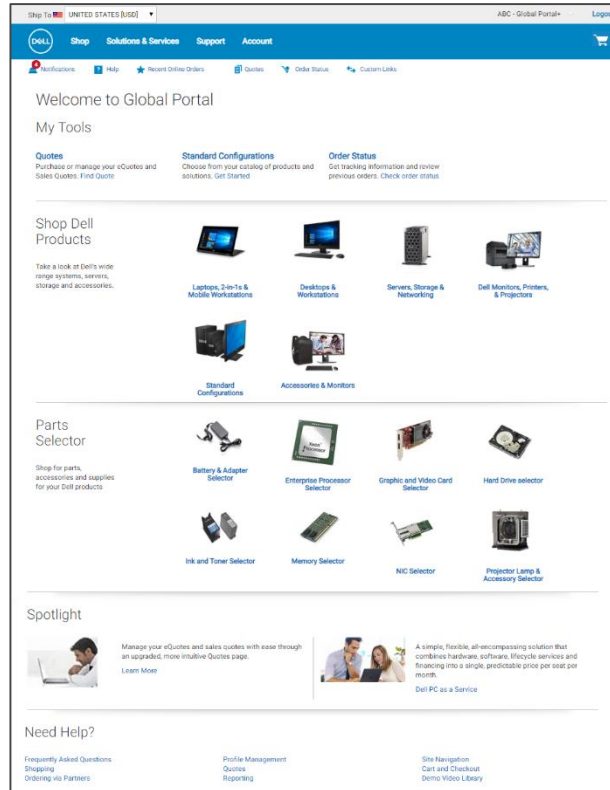 Ship To UNITED STATES [USD] ABC - Global Portal+ Logou
DELL Shop Solutions & Services Support Account
4 Notifications Help Recent Online Orders Quotes Order Status Custom Links
Welcome to Global Portal
My Tools
Quotes
Purchase or manage your eQuotes and
Sales Quotes. Find Quote
Standard Configurations
Choose from your catalog of products and
solutions. Get Started
Order Status
Get tracking information and review
previous orders. Check order status
Shop Dell
Products
Take a look at Dell's wide
range systems, servers,
storage and accessories.
Laptops, 2-in-1s &
Mobile Workstations
Desktops &
Workstations
Servers, Storage &
Networking
Dell Monitors, Printers,
& Projectors
Standard
Configurations
Accessories & Monitors
Parts
Selector
Shop for parts,
accessories and supplies
for your Dell products
Battery & Adapter
Selector
Enterprise Processor
Selector
Graphic and Video Card
Selector
Hard Drive selector
Ink and Toner Selector
Memory Selector
NIC Selector
Projector Lamp &
Accessory Selector
Spotlight
Manage your eQuotes and sales quotes with ease through
an upgraded, more intuitive Quotes page.
Learn More
A simple, flexible, all-encompassing solution that
combines hardware, software, lifecycle services and
financing into a single, predictable price per seat per
month.
Dell PC as a Service
Need Help?
Frequently Asked Questions
Shopping
Ordering via Partners
Profile Management
Quotes
Reporting
Site Navigation
Cart and Checkout
Demo Video Library